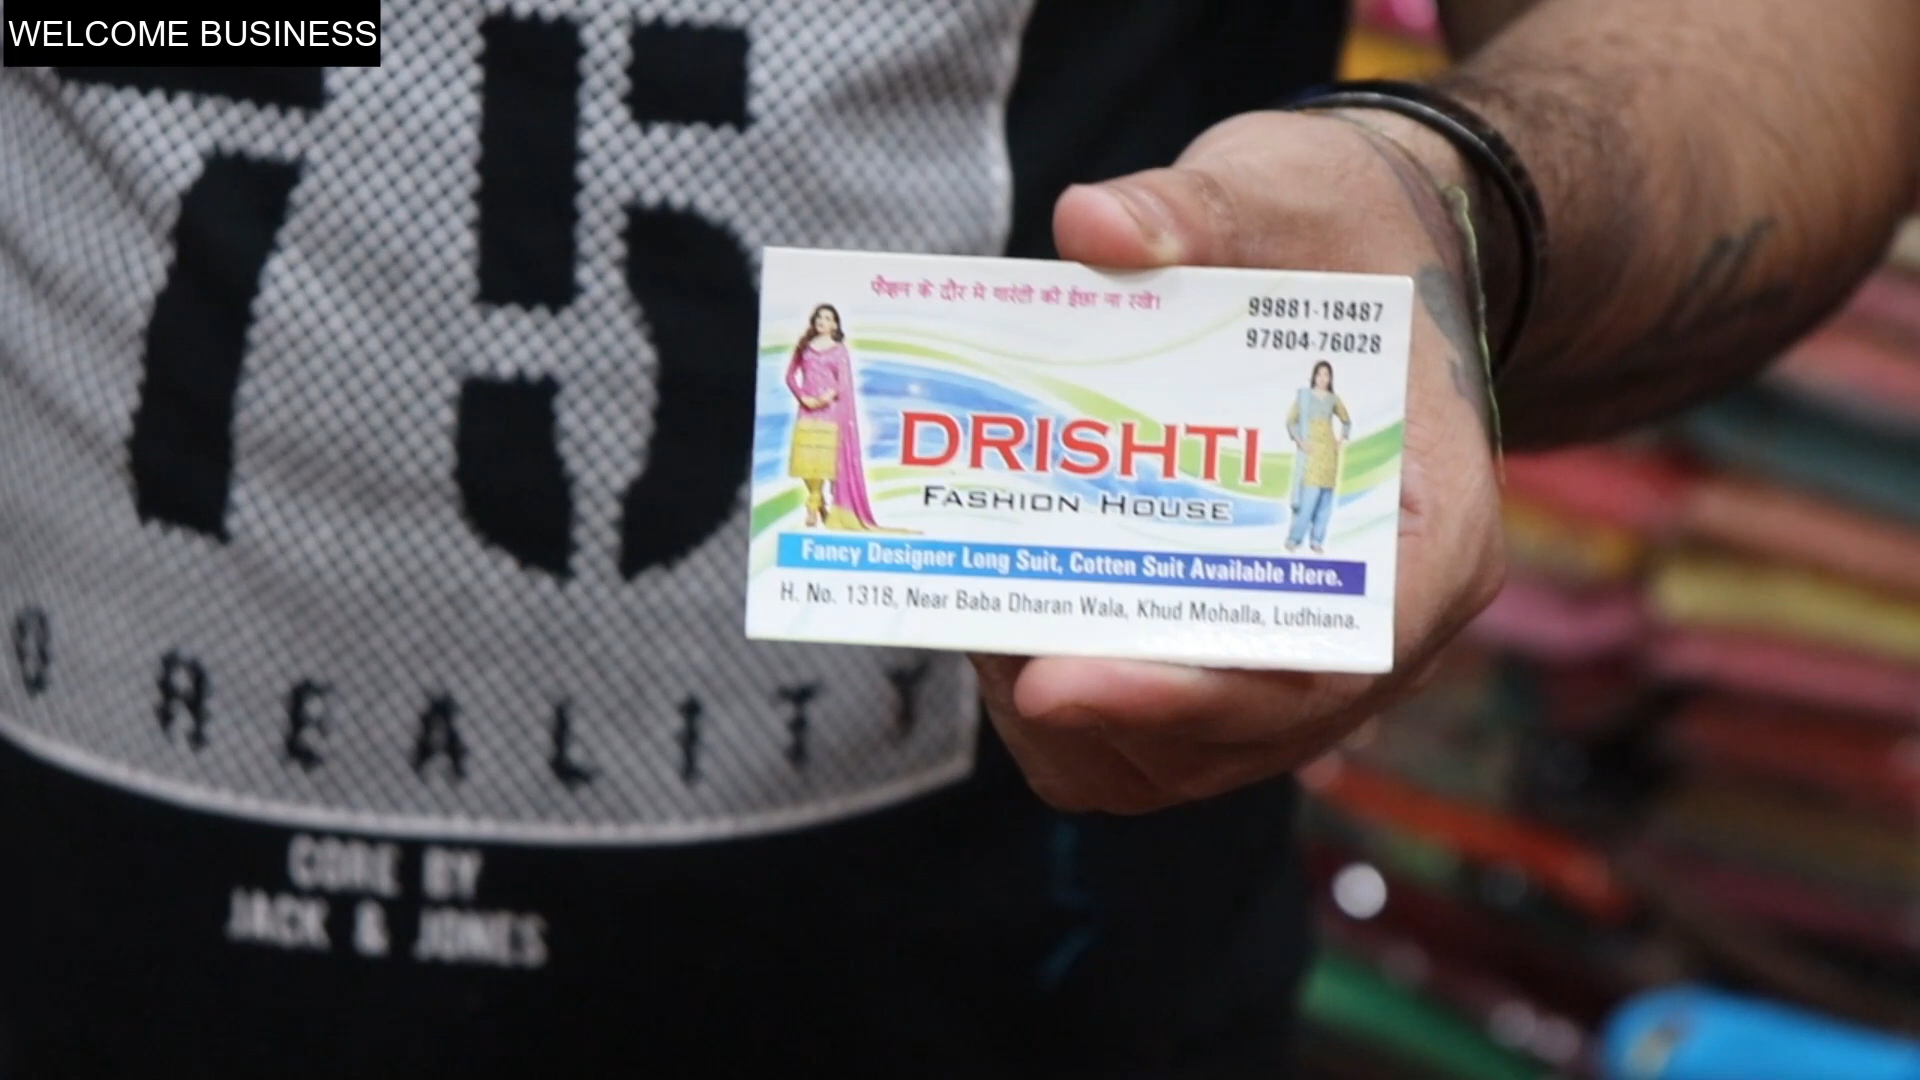 WELCOME BUSINESS
75
O REALITY
CORE BY
JACK & JONES
फैशन के दौर मे गारंटी की ईछा ना रखें।
99881-18487
97804-76028
DRISHTI
FASHION HOUSE
Fancy Designer Long Suit, Cotten Suit Available Here.
H. No. 1318, Near Baba Dharan Wala, Khud Mohalla, Ludhiana.